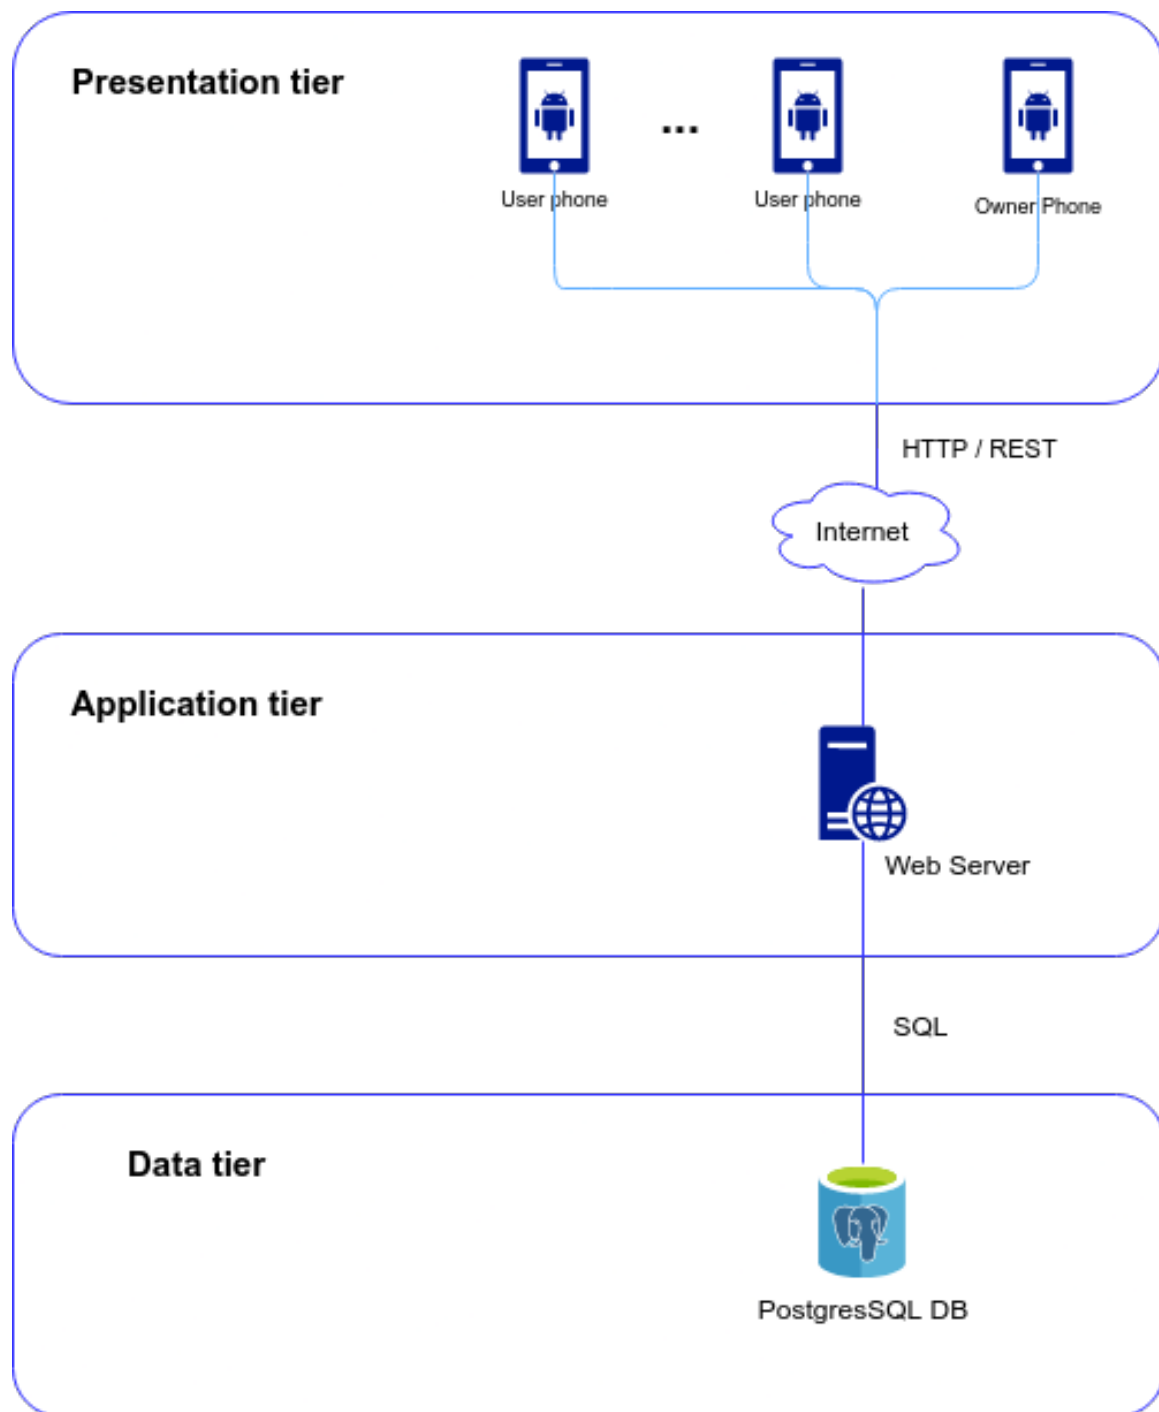 Presentation tier
...
User phone
User phone
Owner Phone
HTTP / REST
Internet
Application tier
Web Server
SQL
Data tier
PostgresSQL DB